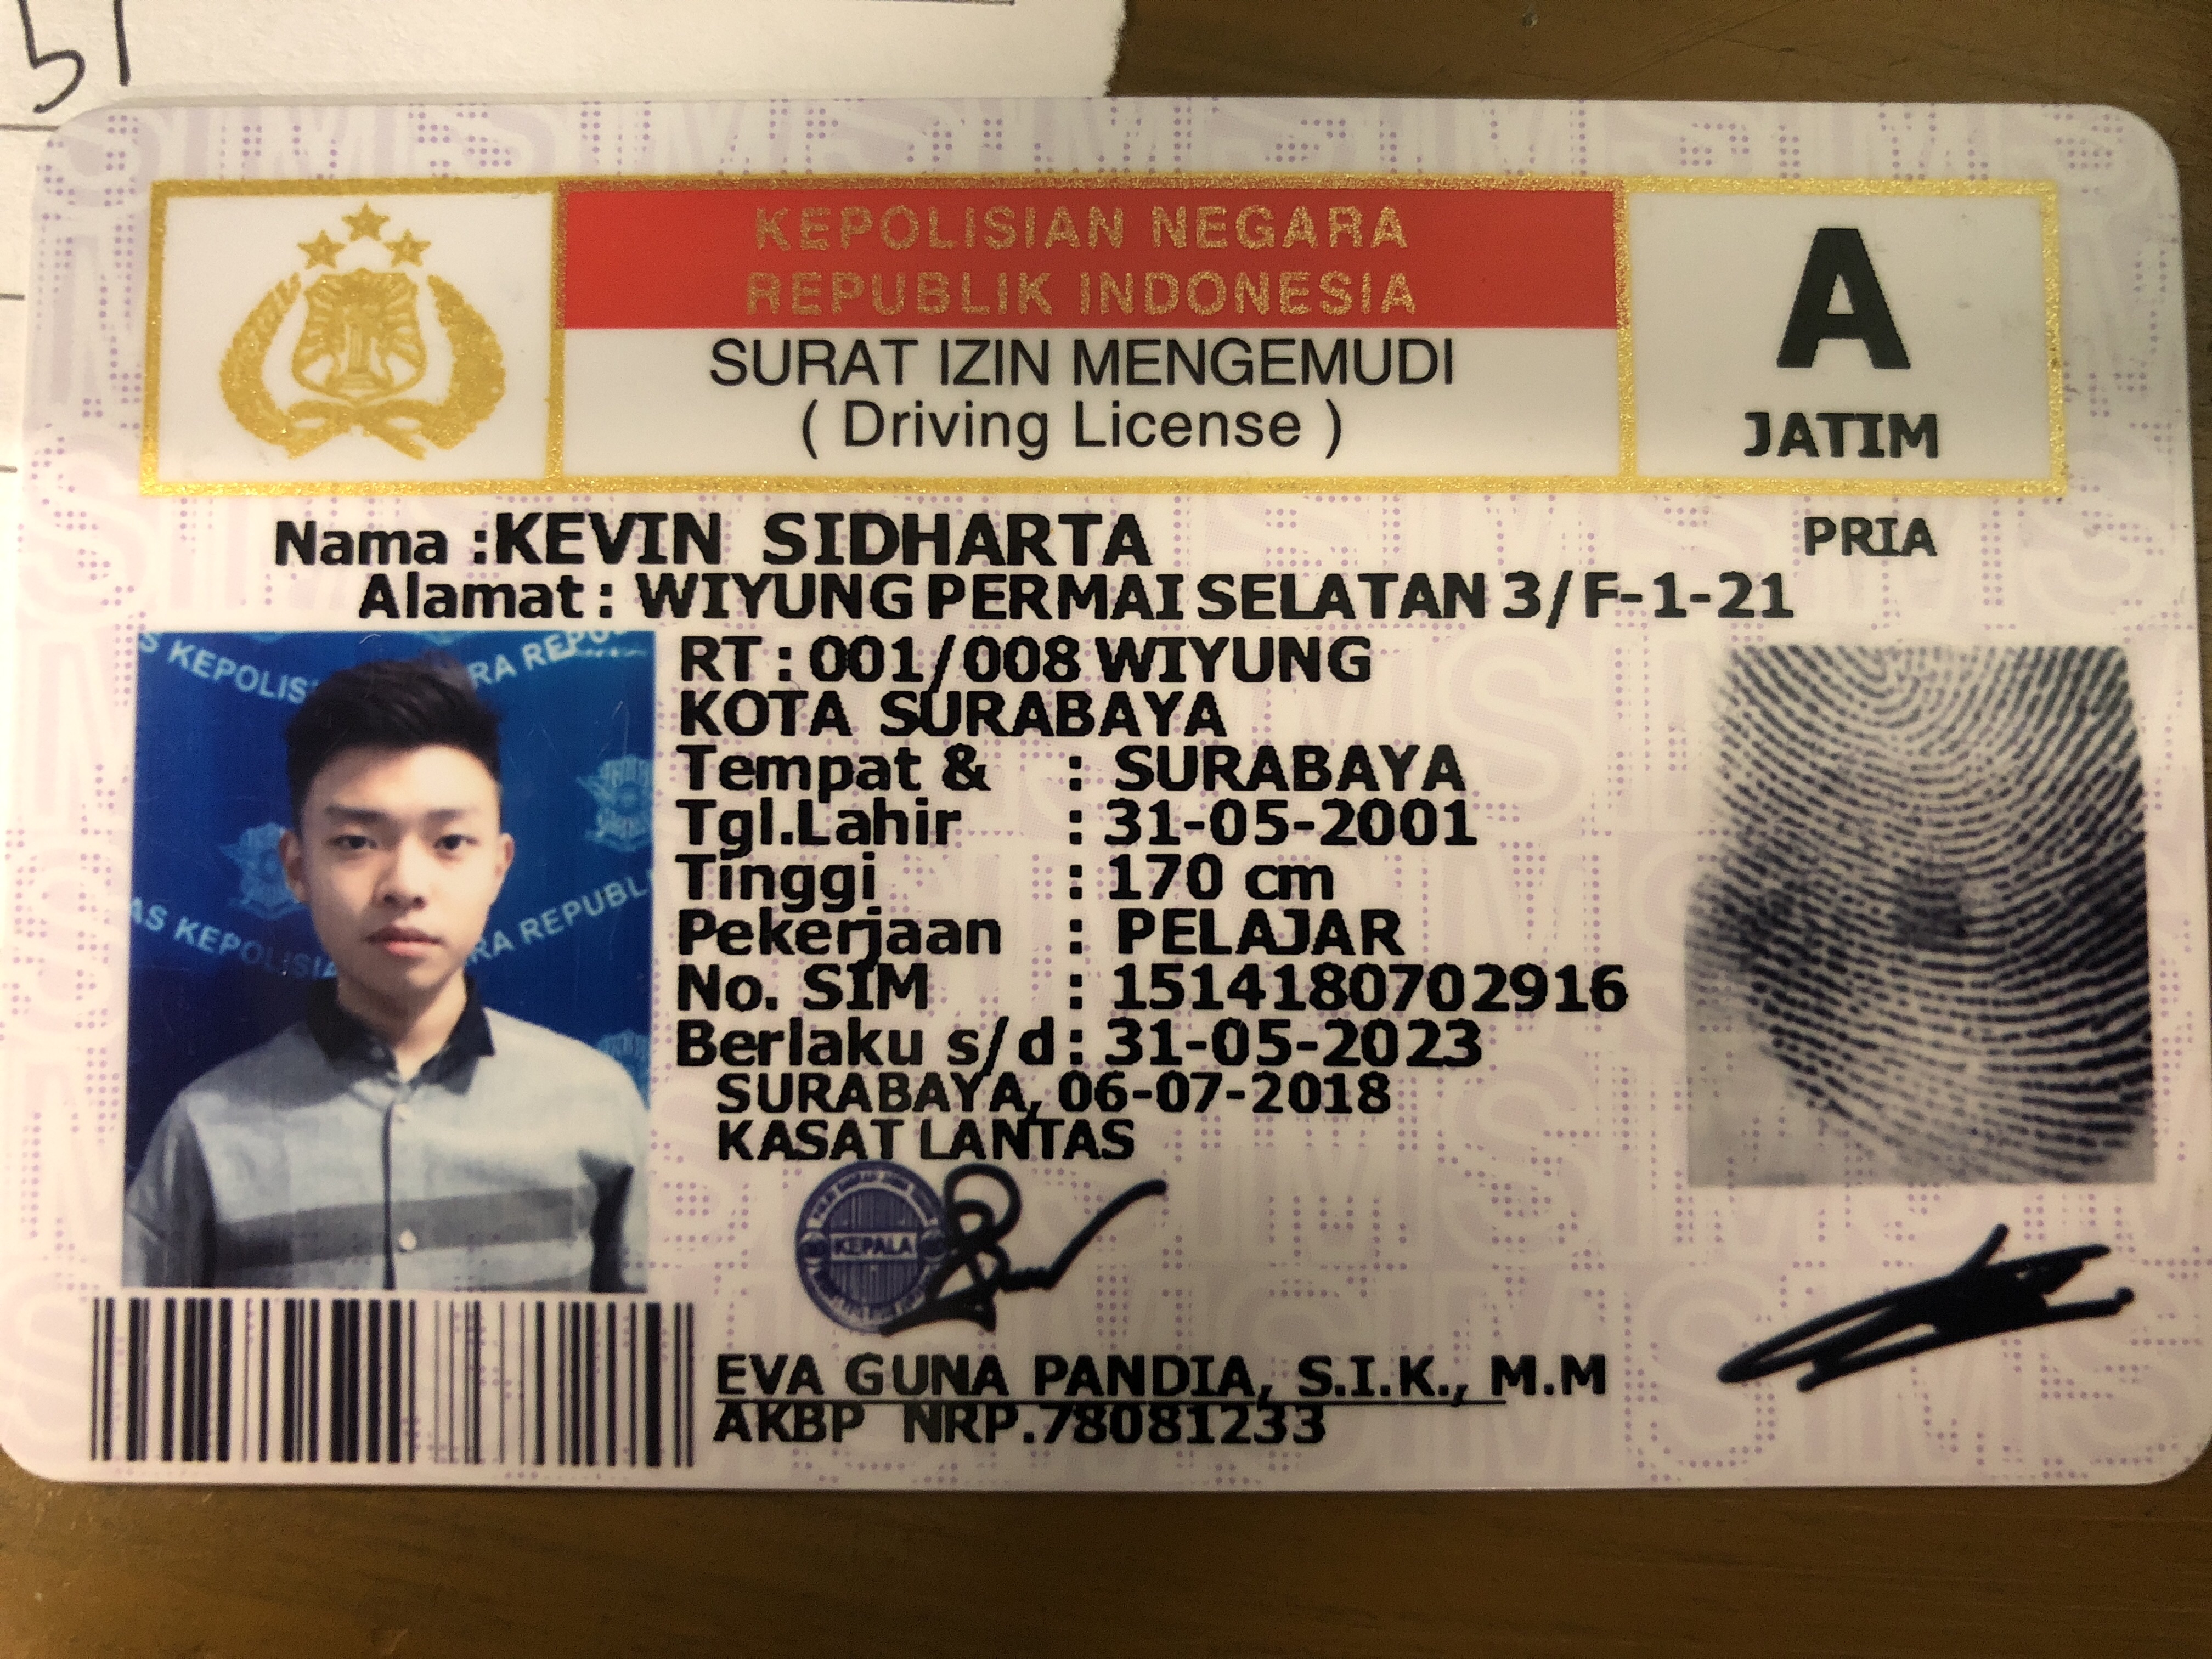 KEPOLISIAN NEGARA
REPUBLIK INDONESIA
SURAT IZIN MENGEMUDI
( Driving License )
A
JATIM
Nama :KEVIN SIDHARTA
PRIA
Alamat : WIYUNG PERMAI SELATAN 3/F-1-21
RT : 001/008 WIYUNG
KOTA SURABAYA
Tempat & : SURABAYA
Tgl.Lahir : 31-05-2001
Tinggi : 170 cm
Pekerjaan : PELAJAR
No. SIM : 151418070 2916
Berlaku s/d : 31-05-2023
SURABAYA, 06-07-2018
KASAT LANTAS
KEPALA
EVA GUNA PANDIA, S.I.K., M.M
AKBP NRP.78081233